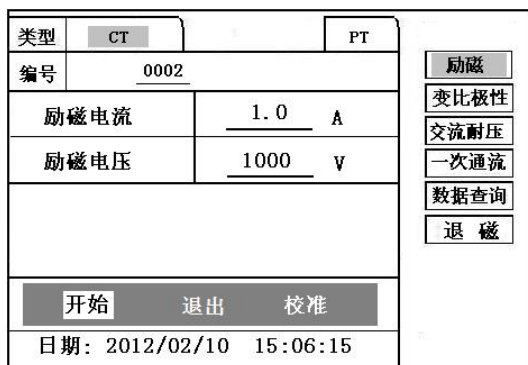 类型 CT PT
编号 0002
励磁电流 1.0 A
励磁电压 1000 V
开始 退出 校准
日期: 2012/02/10 15:06:15
励磁
变比极性
交流耐压
一次通流
数据查询
退 磁